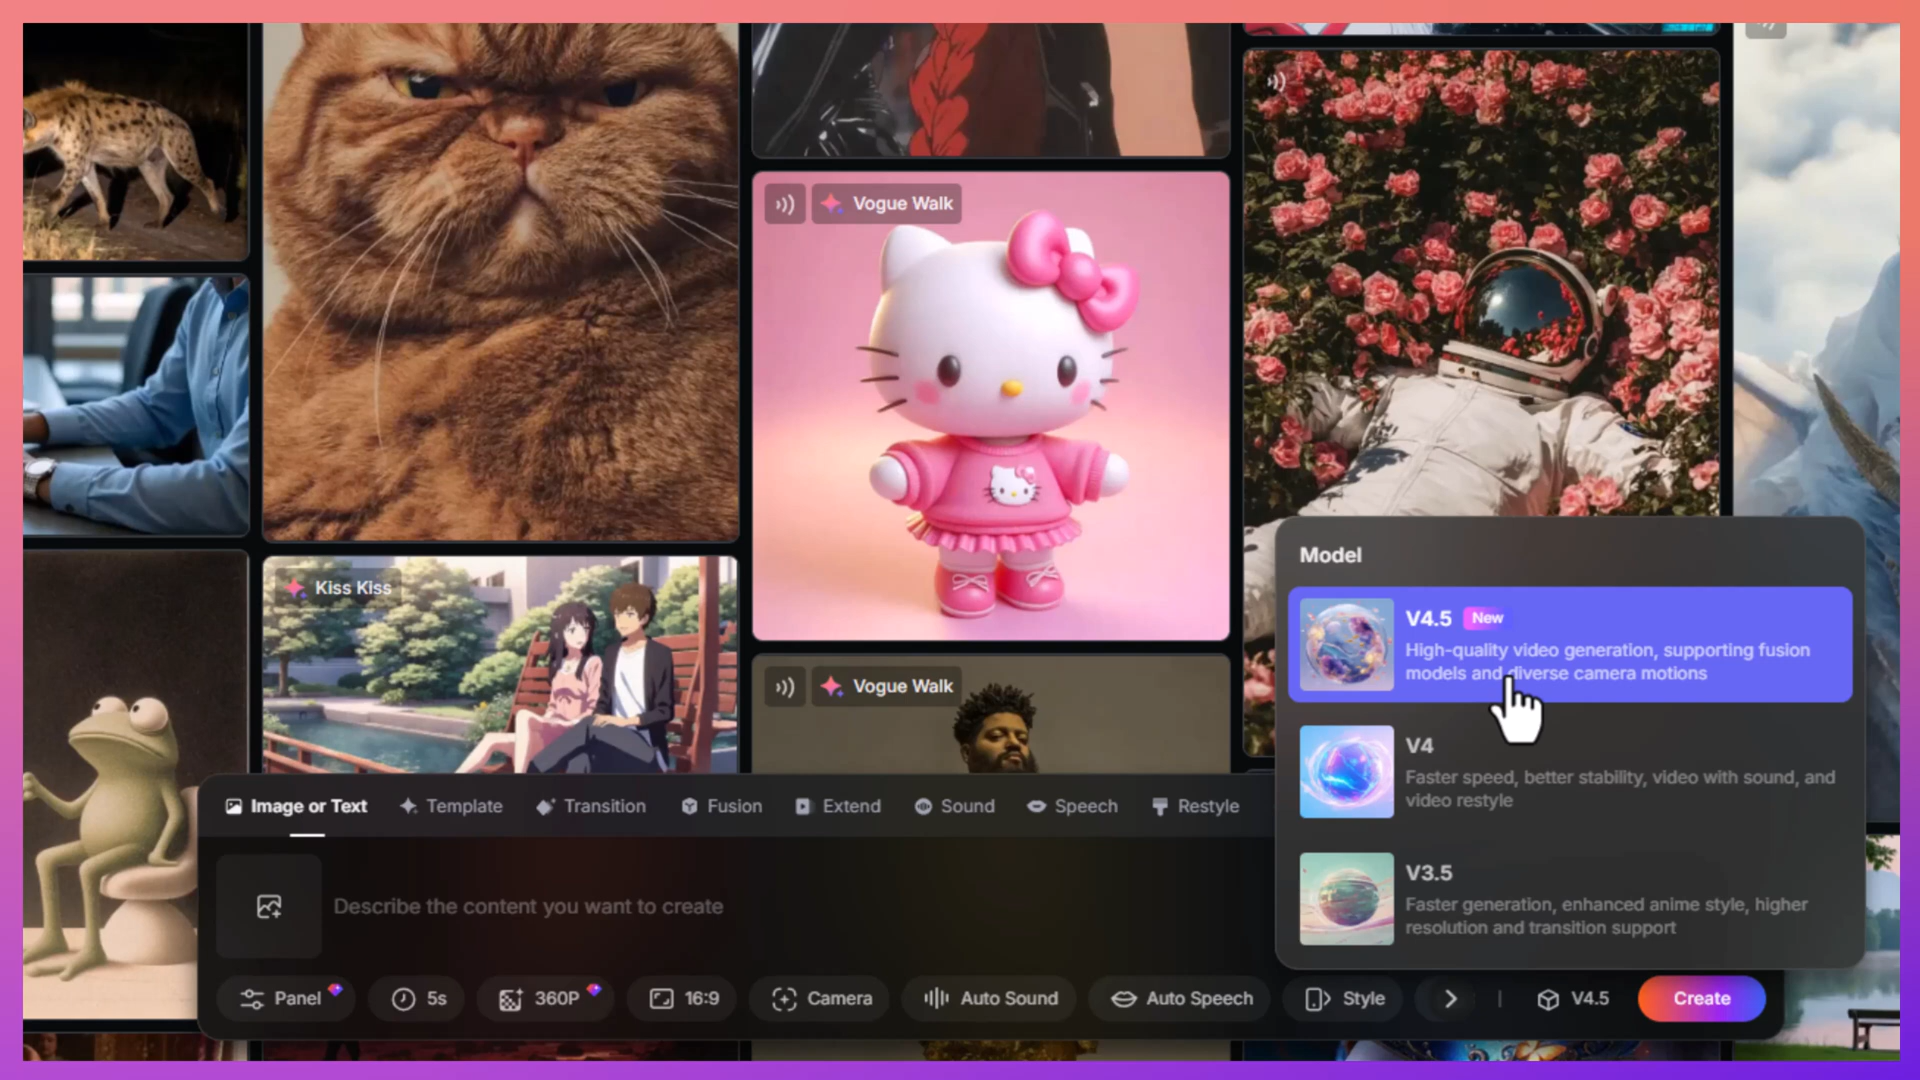 Vogue Walk
Kiss Kiss
Vogue Walk
Model
V4.5 New
High-quality video generation, supporting fusion
models and diverse camera motions
V4
Faster speed, better stability, video with sound, and
video restyle
V3.5
Faster generation, enhanced anime style, higher
resolution and transition support
Image or Text Template Transition Fusion Extend Sound Speech Restyle
Describe the content you want to create
Panel 5s 360P 16:9 Camera Auto Sound Auto Speech Style V4.5 Create